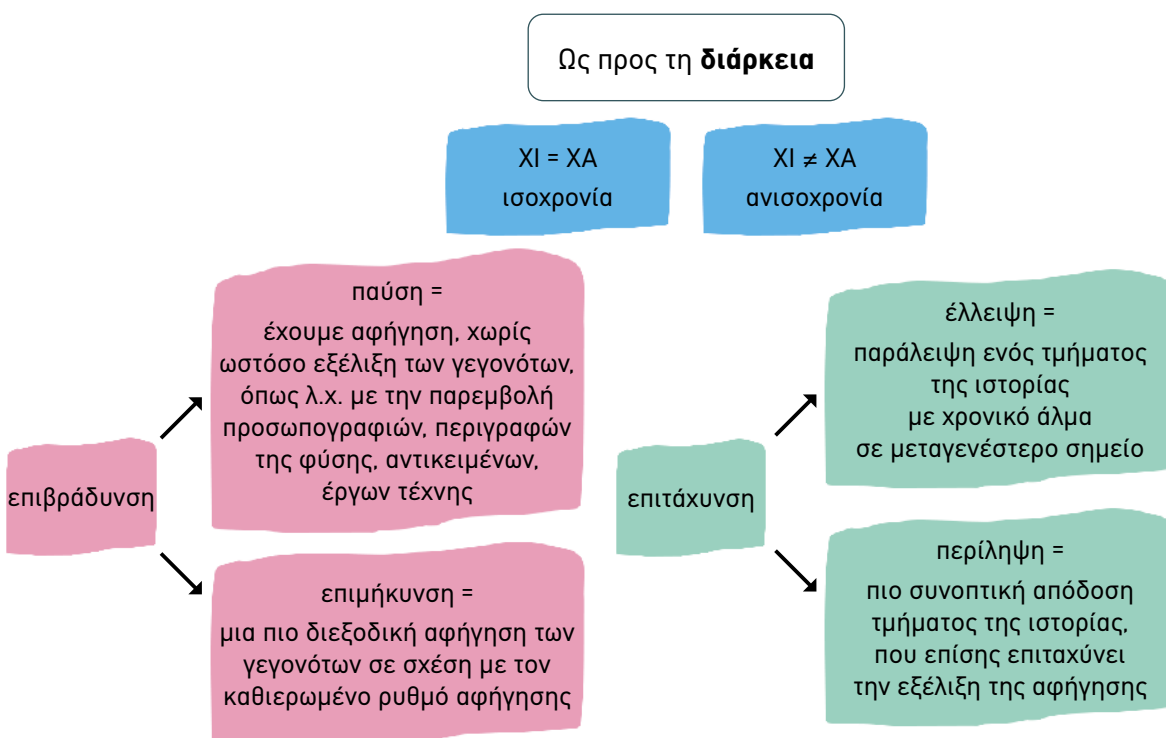 Ως προς τη διάρκεια
ΧΙ = ΧΑ
ισοχρονία
ΧΙ ≠ ΧΑ
ανισοχρονία
επιβράδυνση
παύση =
έχουμε αφήγηση, χωρίς
ωστόσο εξέλιξη των γεγονότων,
όπως λ.χ. με την παρεμβολή
προσωπογραφιών, περιγραφών
της φύσης, αντικειμένων,
έργων τέχνης
επιμήκυνση =
μια πιο διεξοδική αφήγηση των
γεγονότων σε σχέση με τον
καθιερωμένο ρυθμό αφήγησης
επιτάχυνση
έλλειψη =
παράλειψη ενός τμήματος
της ιστορίας
με χρονικό άλμα
σε μεταγενέστερο σημείο
περίληψη =
πιο συνοπτική απόδοση
τμήματος της ιστορίας,
που επίσης επιταχύνει
την εξέλιξη της αφήγησης